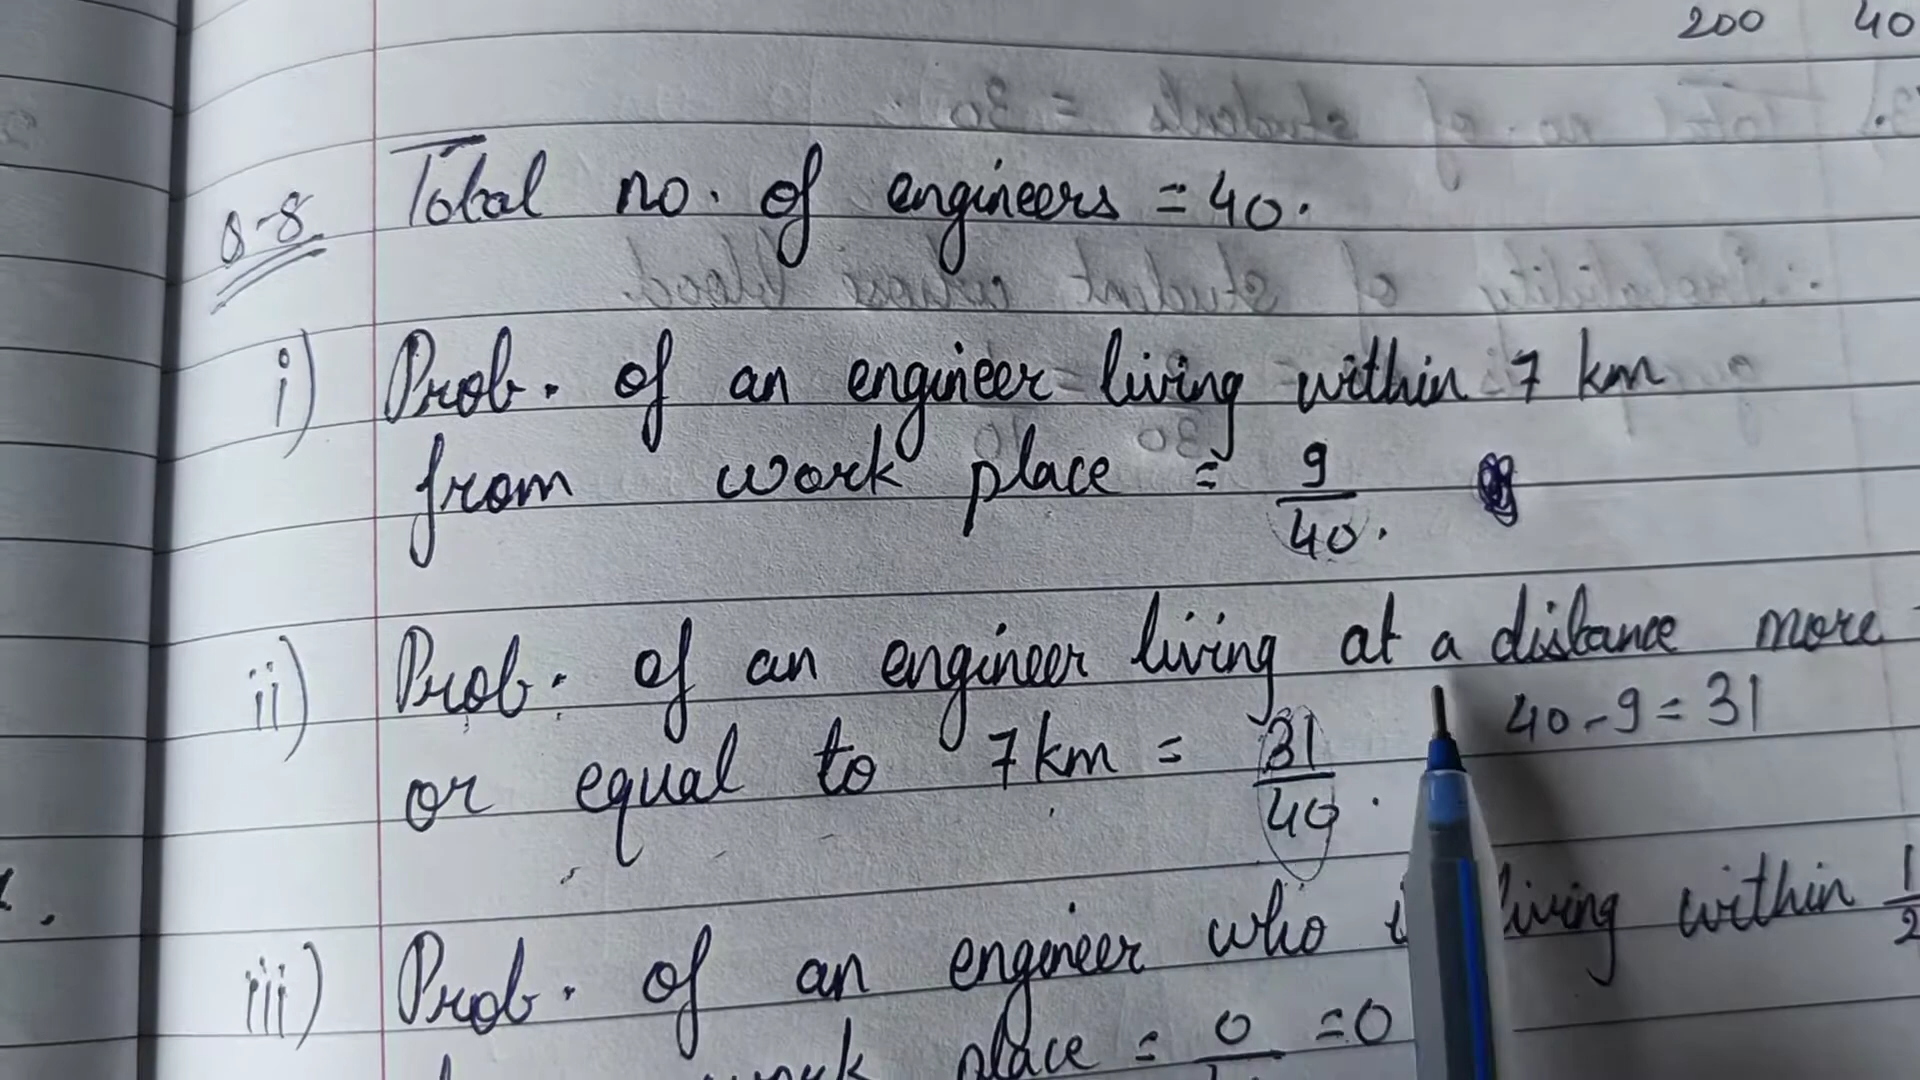 200 40
Q-8 Total no. of engineers = 40.
i) Prob. of an engineer living within 7 km
from work place = 9/40.
ii) Prob. of an engineer living at a distance more
40-9=31
or equal to 7km = 31/40.
iii) Prob. of an engineer who living within 1/2
place = 0 =0